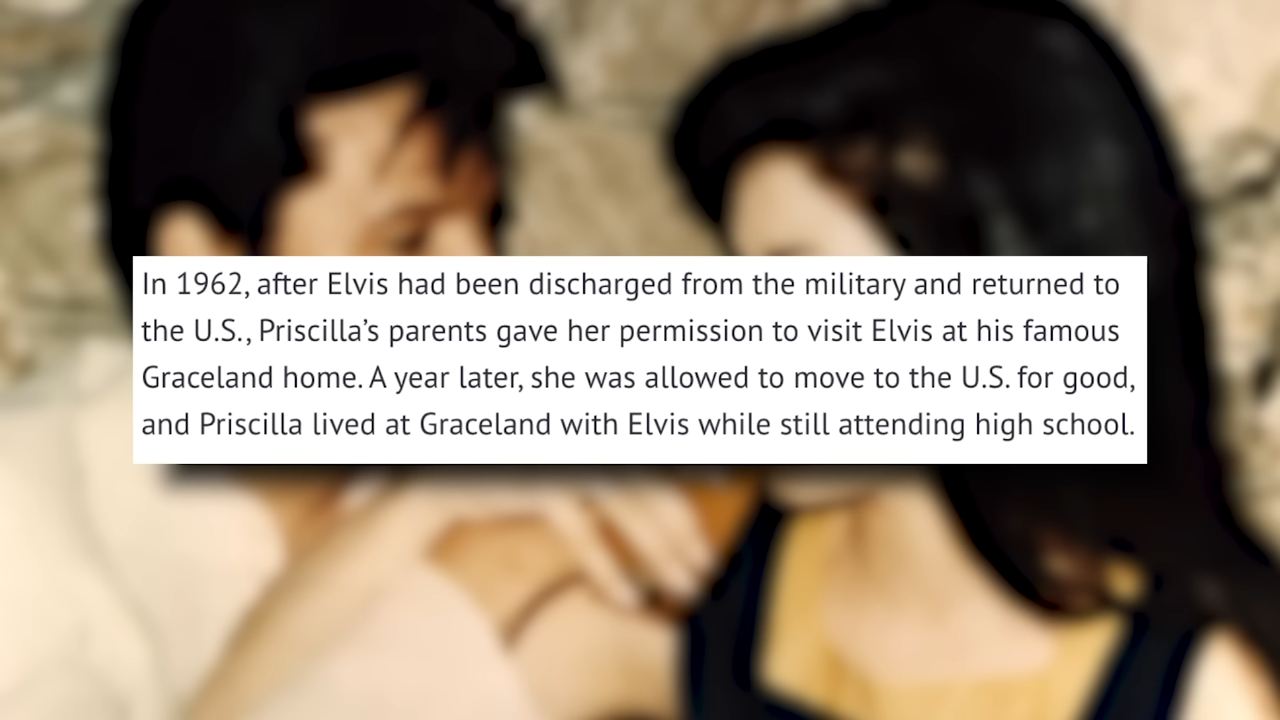 In 1962, after Elvis had been discharged from the military and returned to
the U.S., Priscilla’s parents gave her permission to visit Elvis at his famous
Graceland home. A year later, she was allowed to move to the U.S. for good,
and Priscilla lived at Graceland with Elvis while still attending high school.